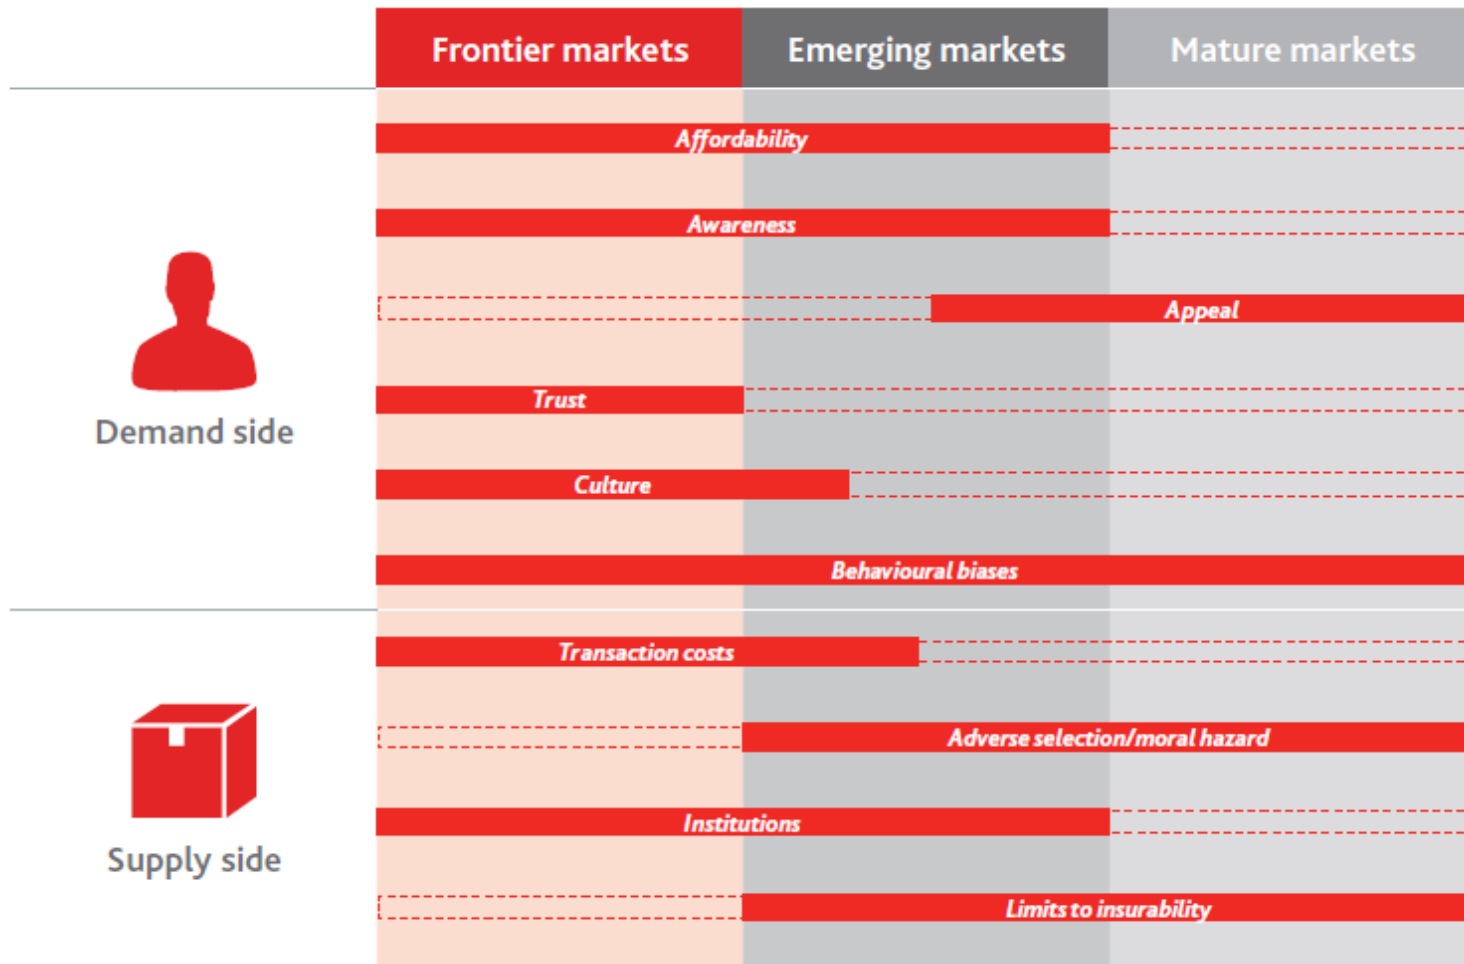 Frontier markets
Emerging markets
Mature markets
Affordability
Awareness
Appeal
Trust
Demand side
Culture
Behavioural biases
Transaction costs
Adverse selection/moral hazard
Institutions
Supply side
Limits to insurability